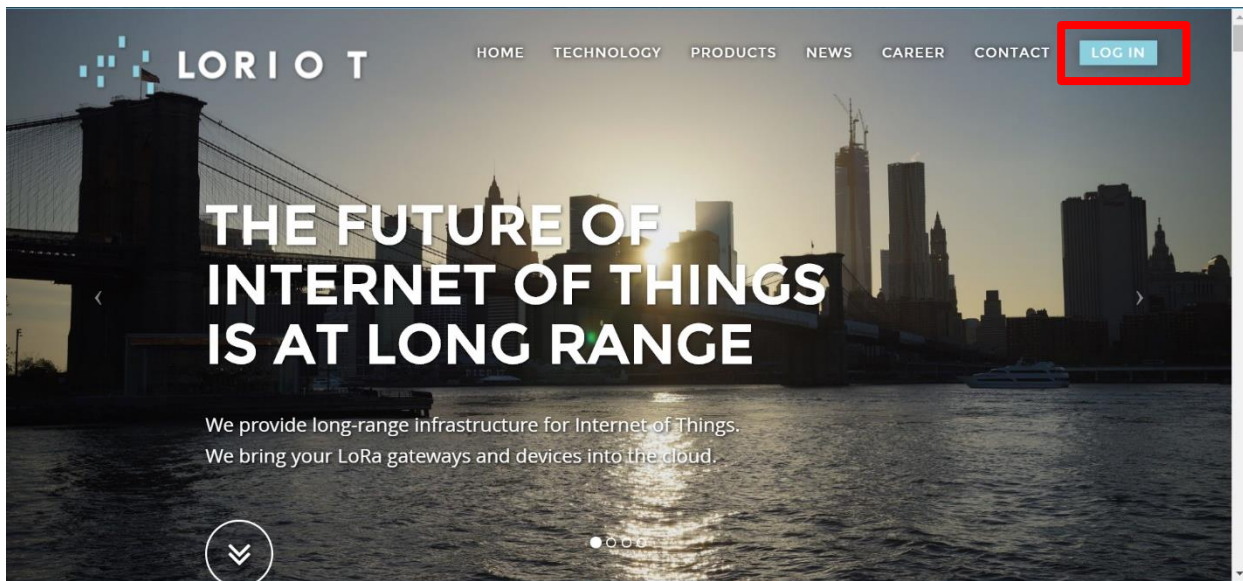 LORIOT
HOME TECHNOLOGY PRODUCTS NEWS CAREER CONTACT LOG IN
THE FUTURE OF
INTERNET OF THINGS
IS AT LONG RANGE
We provide long-range infrastructure for Internet of Things.
We bring your LoRa gateways and devices into the cloud.